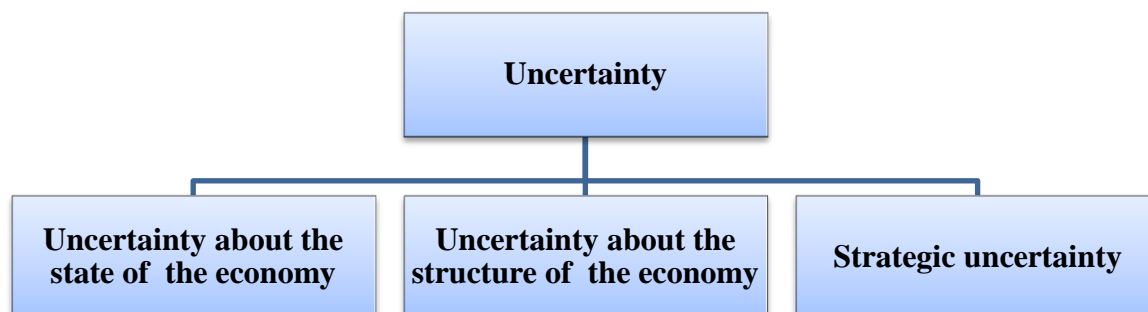 Uncertainty
Uncertainty about the
state of  the economy
Uncertainty about the
structure of  the economy
Strategic uncertainty